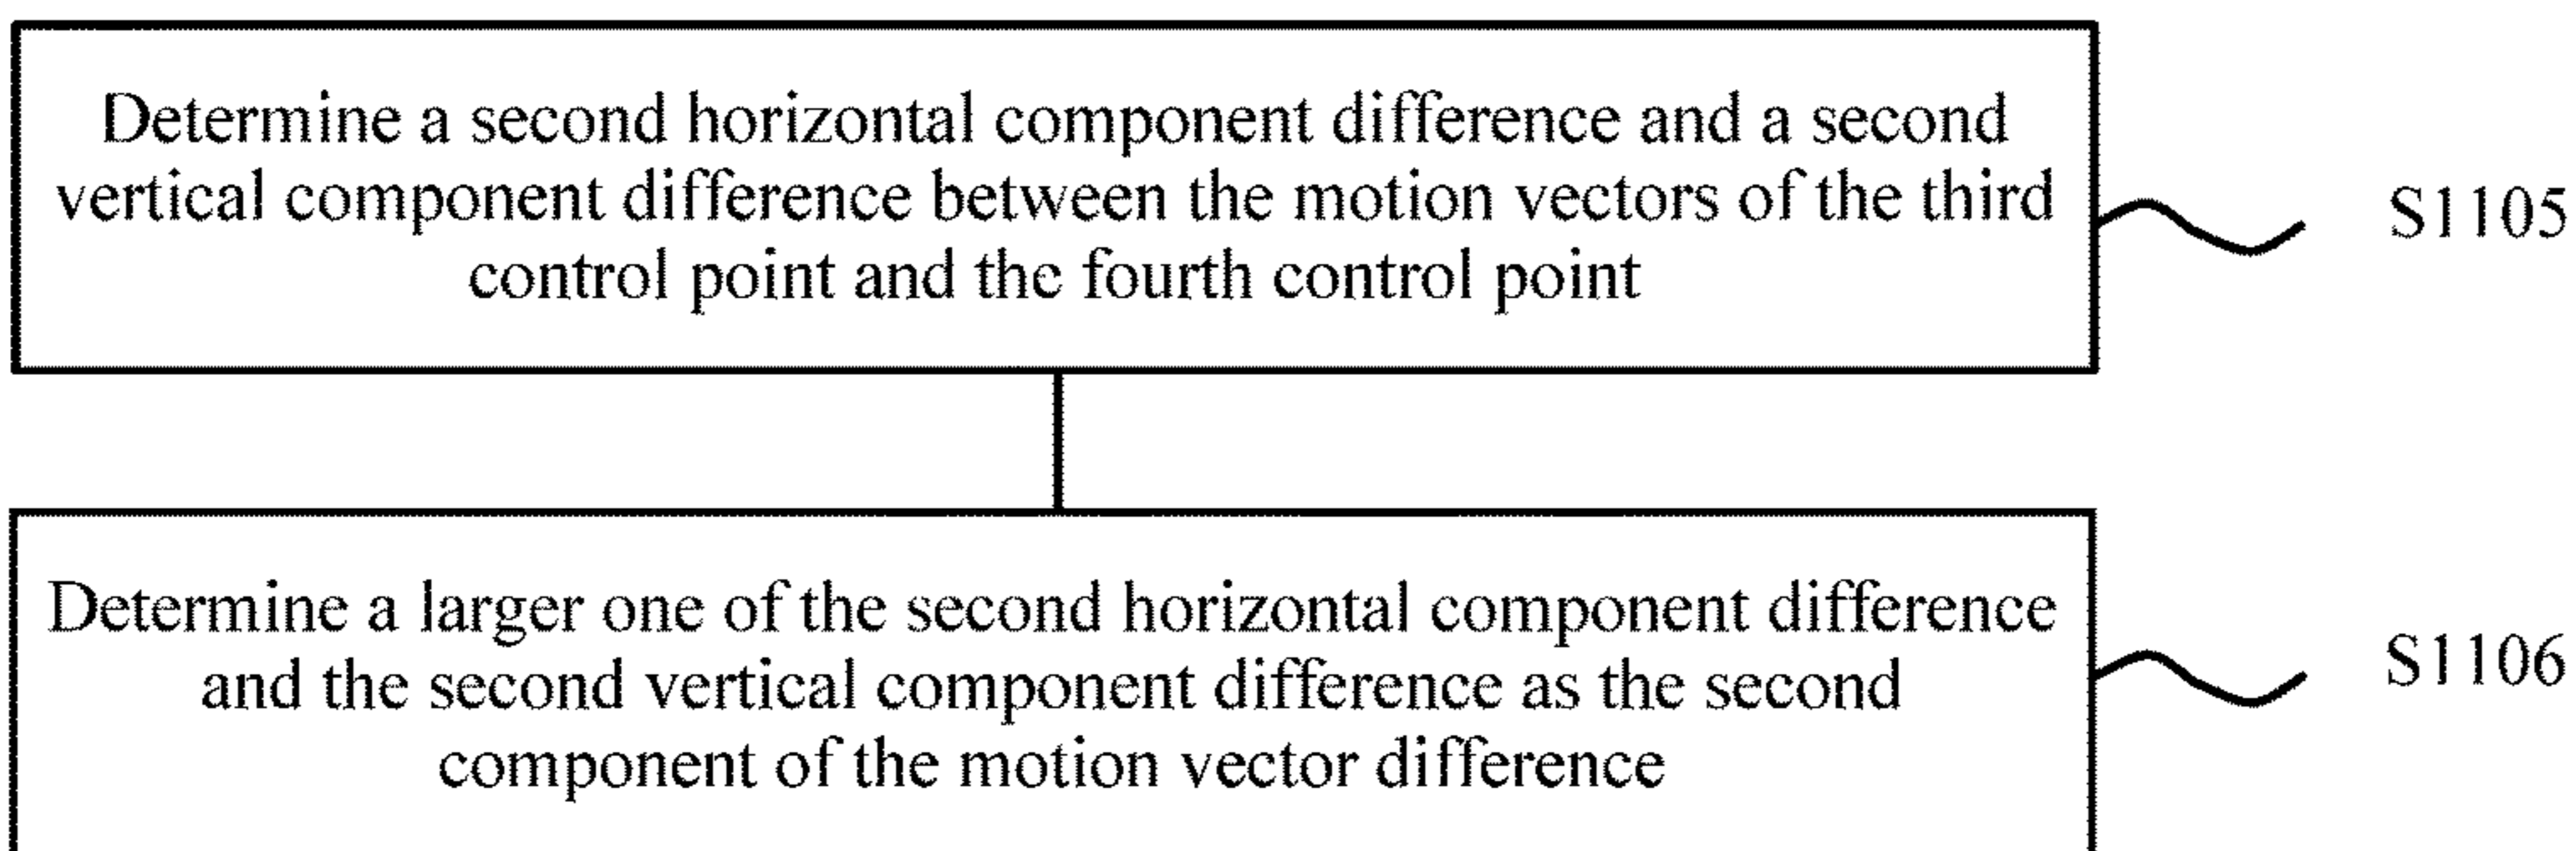 Determine a second horizontal component difference and a second
vertical component difference between the motion vectors of the third
control point and the fourth control point
S1105
Determine a larger one of the second horizontal component difference
and the second vertical component difference as the second
component of the motion vector difference
S1106